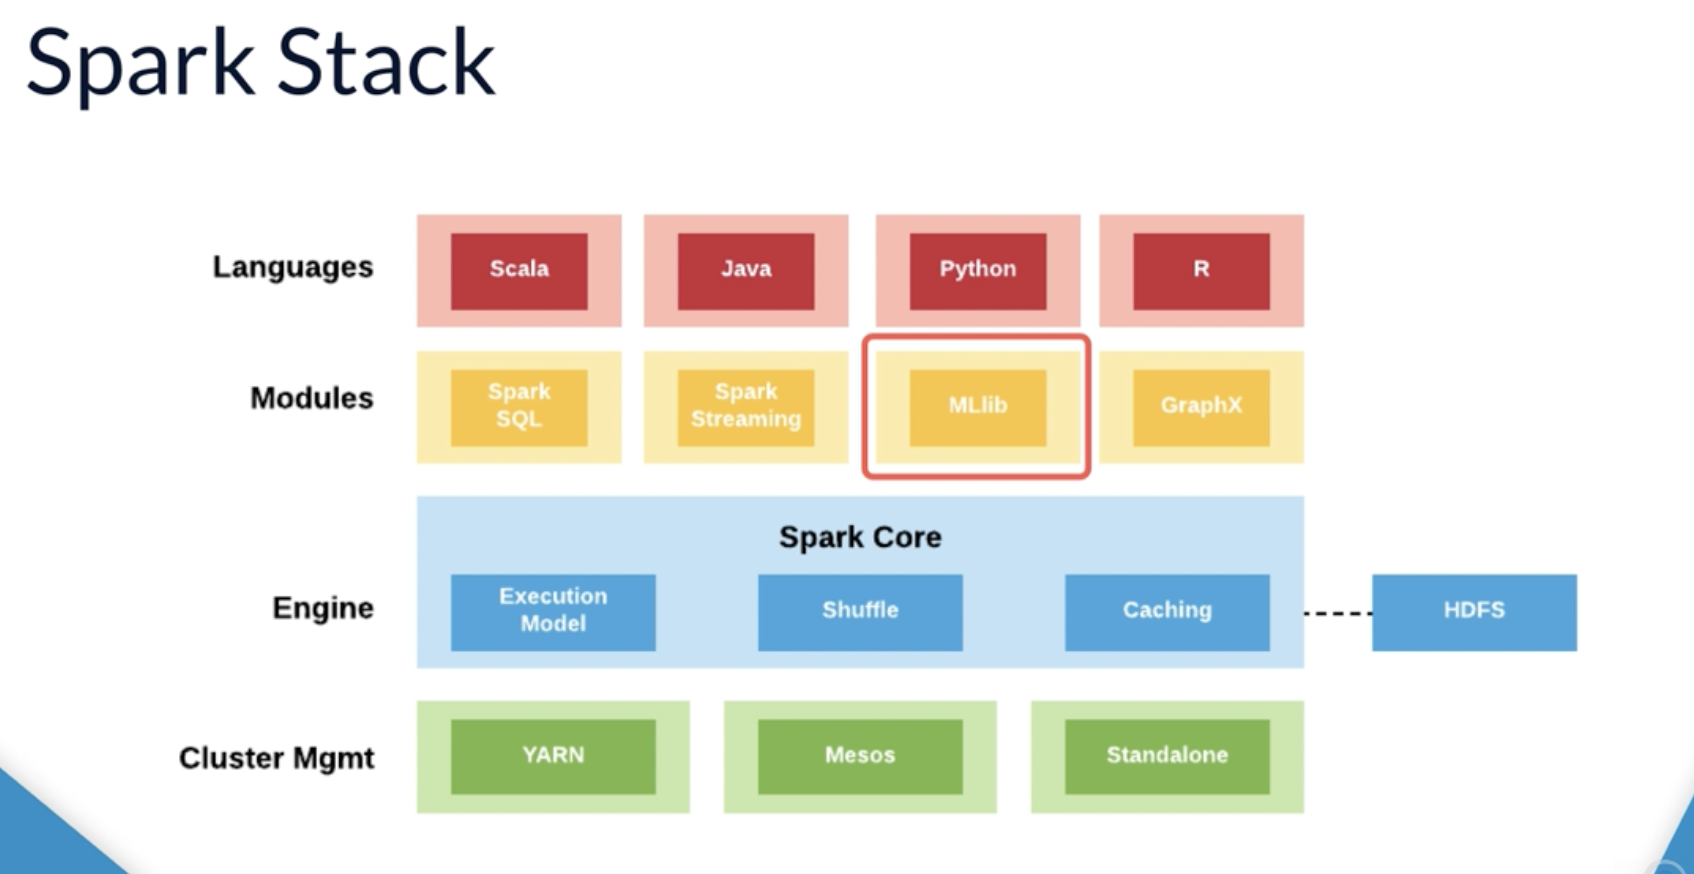 Spark Stack
Languages
Scala
Java
Python
R
Modules
Spark
SQL
Spark
Streaming
MLlib
GraphX
Spark Core
Engine
Execution
Model
Shuffle
Caching
HDFS
Cluster Mgmt
YARN
Mesos
Standalone